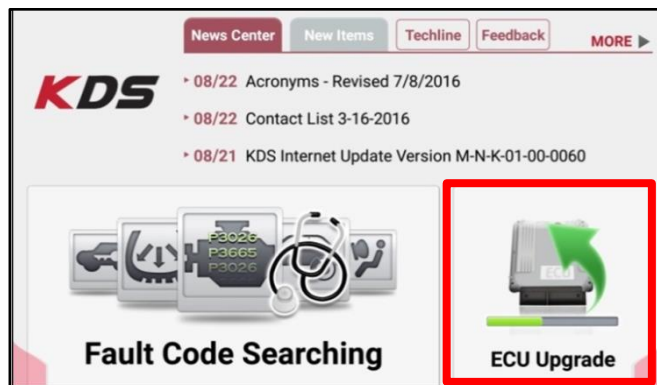 News Center New Items Techline Feedback MORE
KDS
08/22 Acronyms - Revised 7/8/2016
08/22 Contact List 3-16-2016
08/21 KDS Internet Update Version M-N-K-01-00-0060
P3026
P3665
P3026
ECU
Fault Code Searching
ECU Upgrade